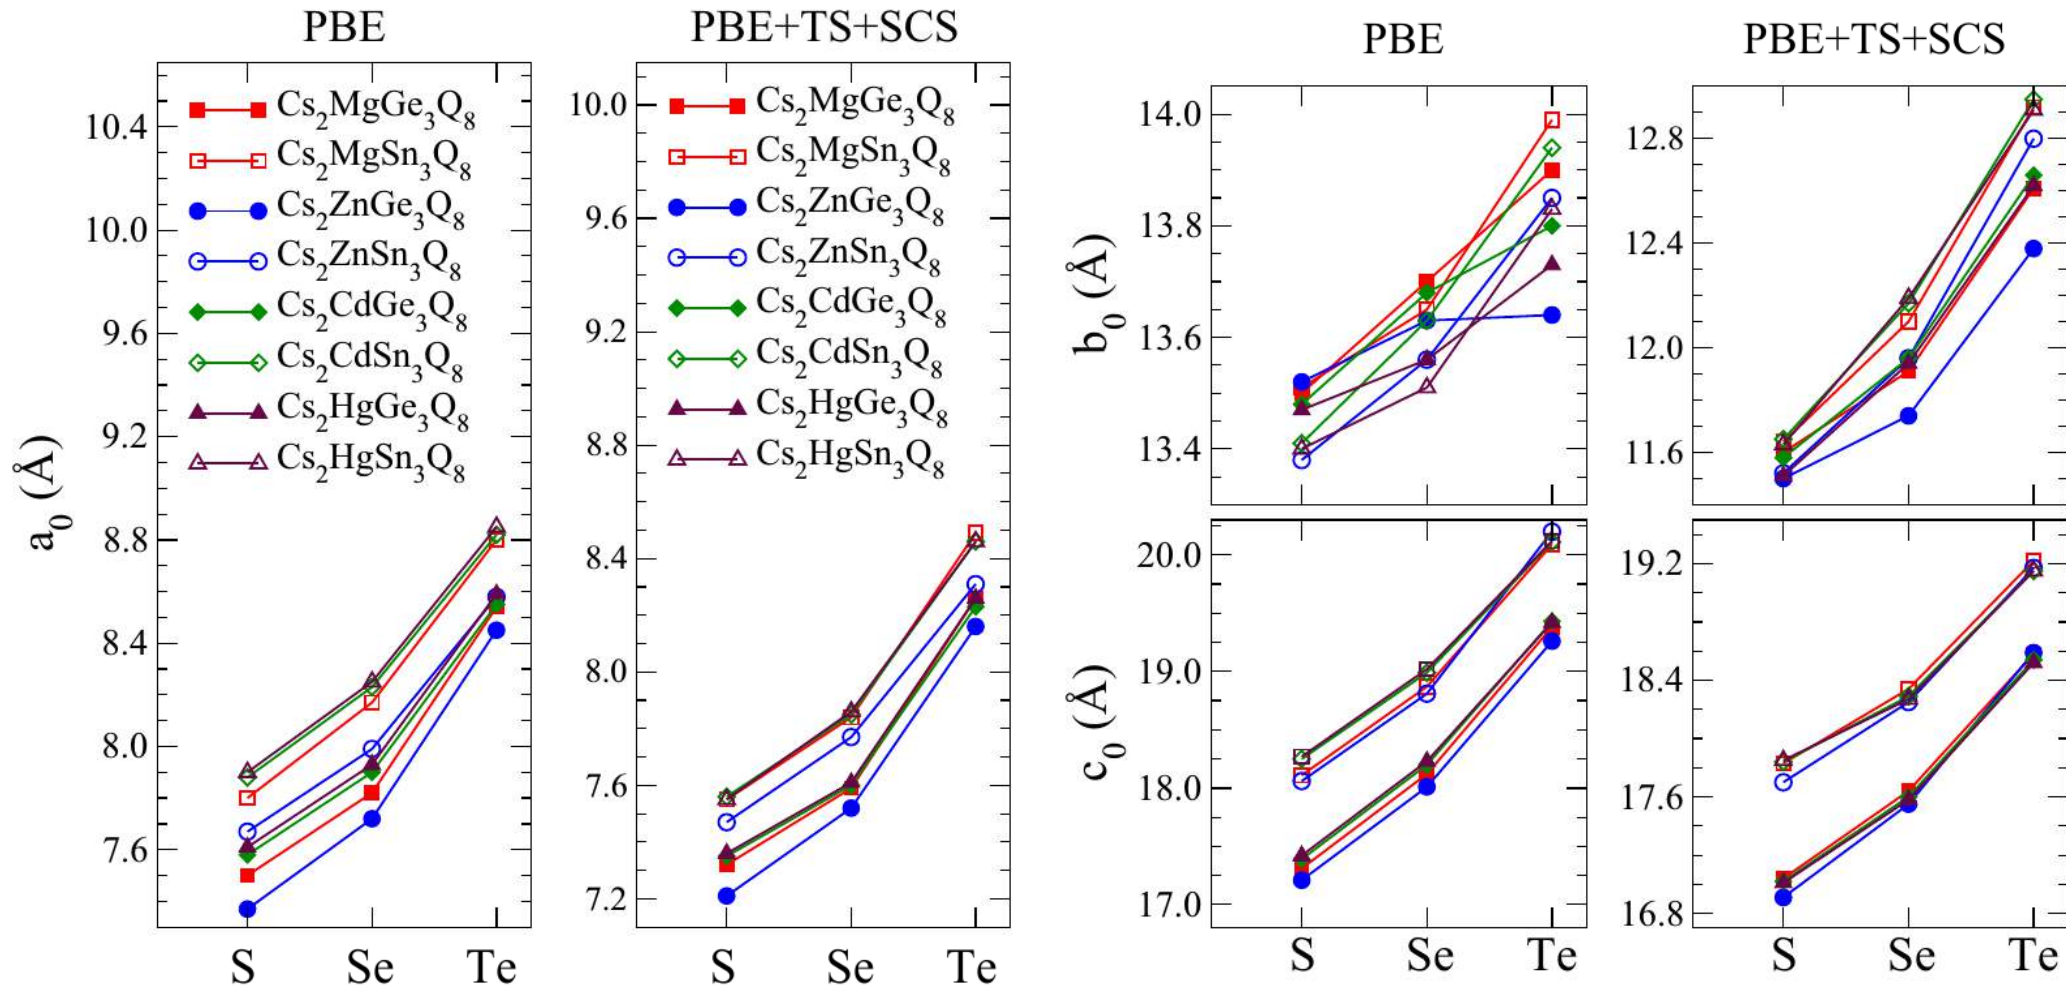 PBE
PBE+TS+SCS
PBE
PBE+TS+SCS
a₀ (Å)
10.4
10.0
9.6
9.2
8.8
8.4
8.0
7.6
Cs₂MgGe₃Q₈
Cs₂MgSn₃Q₈
Cs₂ZnGe₃Q₈
Cs₂ZnSn₃Q₈
Cs₂CdGe₃Q₈
Cs₂CdSn₃Q₈
Cs₂HgGe₃Q₈
Cs₂HgSn₃Q₈
S Se Te
10.0
9.6
9.2
8.8
8.4
8.0
7.6
7.2
Cs₂MgGe₃Q₈
Cs₂MgSn₃Q₈
Cs₂ZnGe₃Q₈
Cs₂ZnSn₃Q₈
Cs₂CdGe₃Q₈
Cs₂CdSn₃Q₈
Cs₂HgGe₃Q₈
Cs₂HgSn₃Q₈
S Se Te
b₀ (Å)
14.0
13.8
13.6
13.4
12.8
12.4
12.0
11.6
c₀ (Å)
20.0
19.0
18.0
17.0
S Se Te
19.2
18.4
17.6
16.8
S Se Te